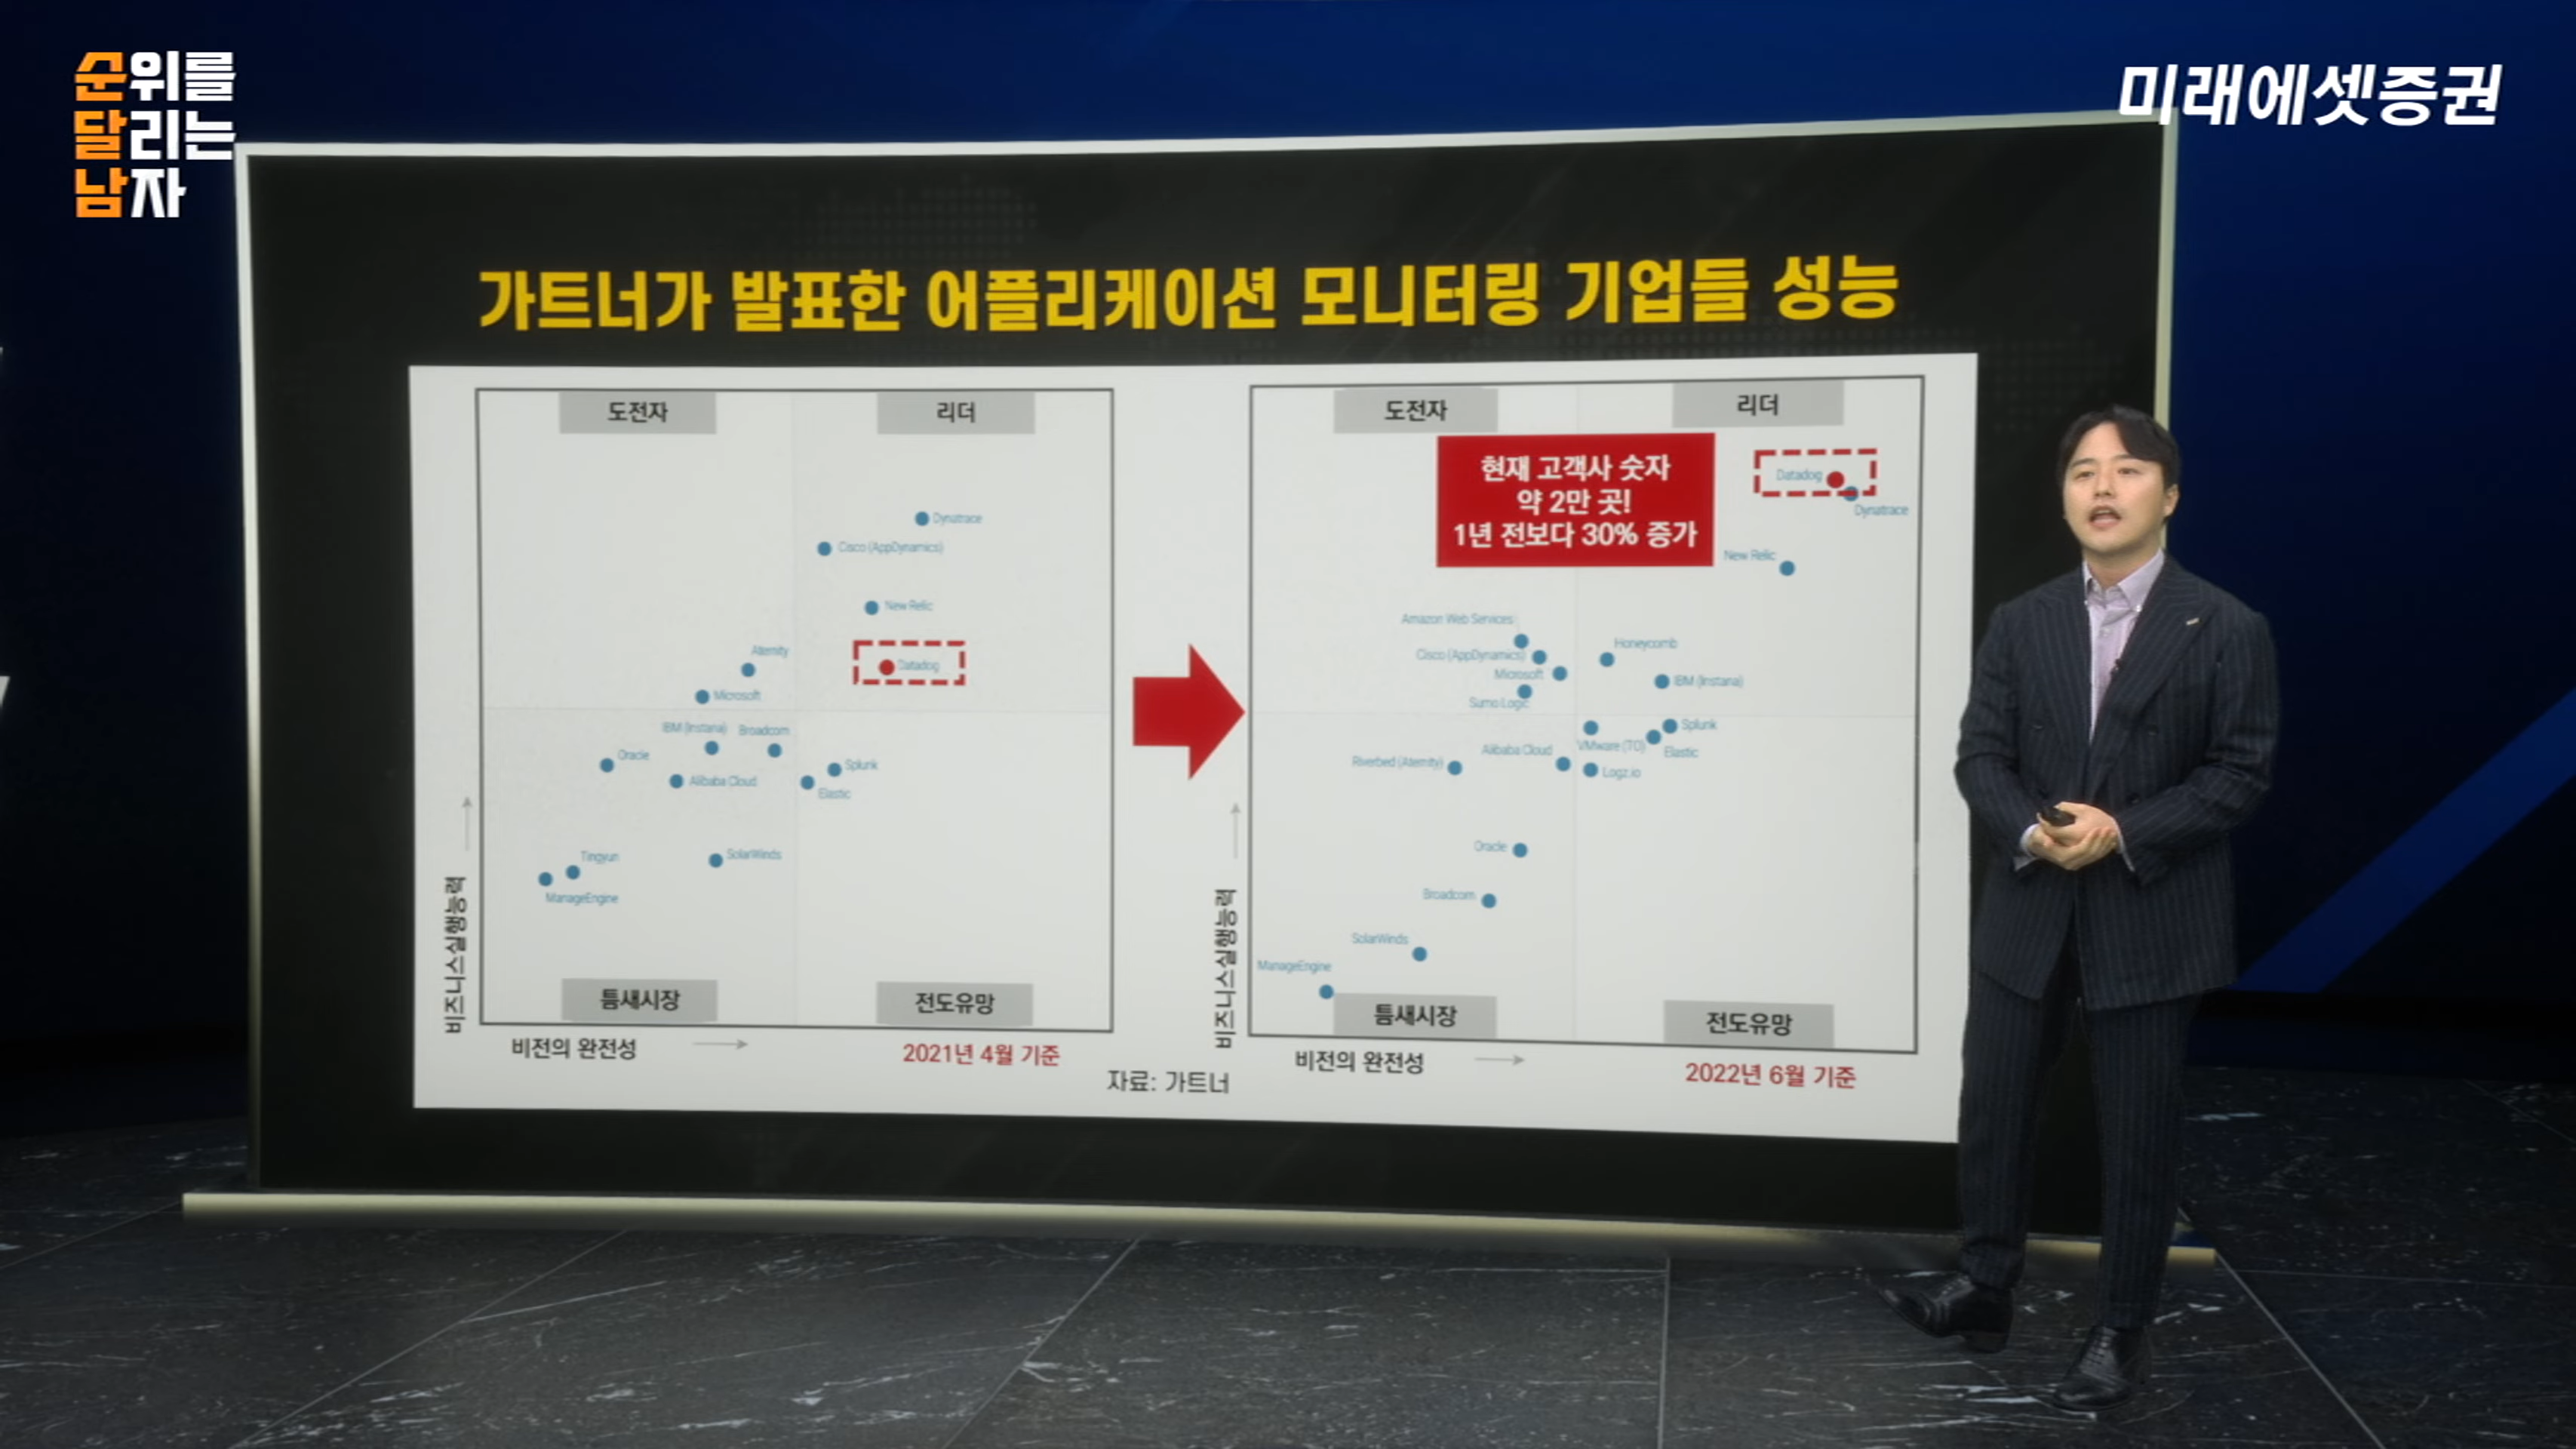 순위를
달리는
남자
미래에셋증권
가트너가 발표한 어플리케이션 모니터링 기업들 성능
도전자
리더
Dynatrace
Cisco (AppDynamics)
New Relic
Aternity
Datadog
Microsoft
IBM (Instana)
Broadcom
Oracle
Splunk
Alibaba Cloud
Elastic
Tingyun
SolarWinds
ManageEngine
틈새시장
전도유망
비즈니스실행능력
비전의 완전성
2021년 4월 기준
자료: 가트너
도전자
리더
현재 고객사 숫자
약 2만 곳!
1년 전보다 30% 증가
Datadog
Dynatrace
New Relic
Amazon Web Services
Honeycomb
Cisco (AppDynamics)
Microsoft
IBM (Instana)
Sumo Logic
Splunk
VMware (TO)
Elastic
Alibaba Cloud
Riverbed (Aternity)
Logz.io
Oracle
Broadcom
SolarWinds
ManageEngine
틈새시장
전도유망
비즈니스실행능력
비전의 완전성
2022년 6월 기준